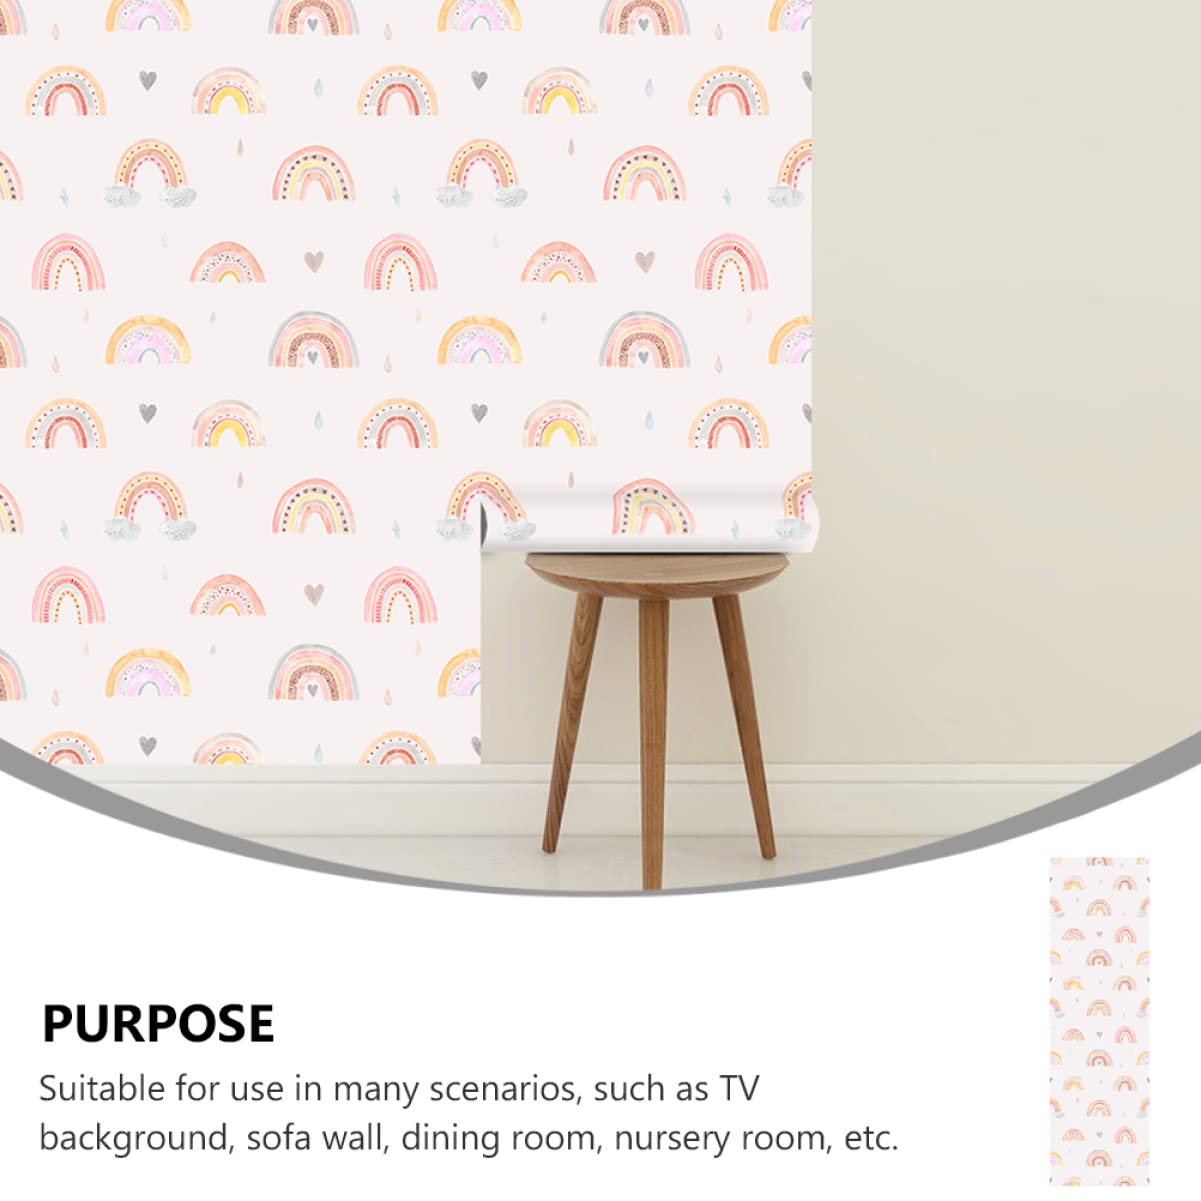 PURPOSE
Suitable for use in many scenarios, such as TV
background, sofa wall, dining room, nursery room, etc.